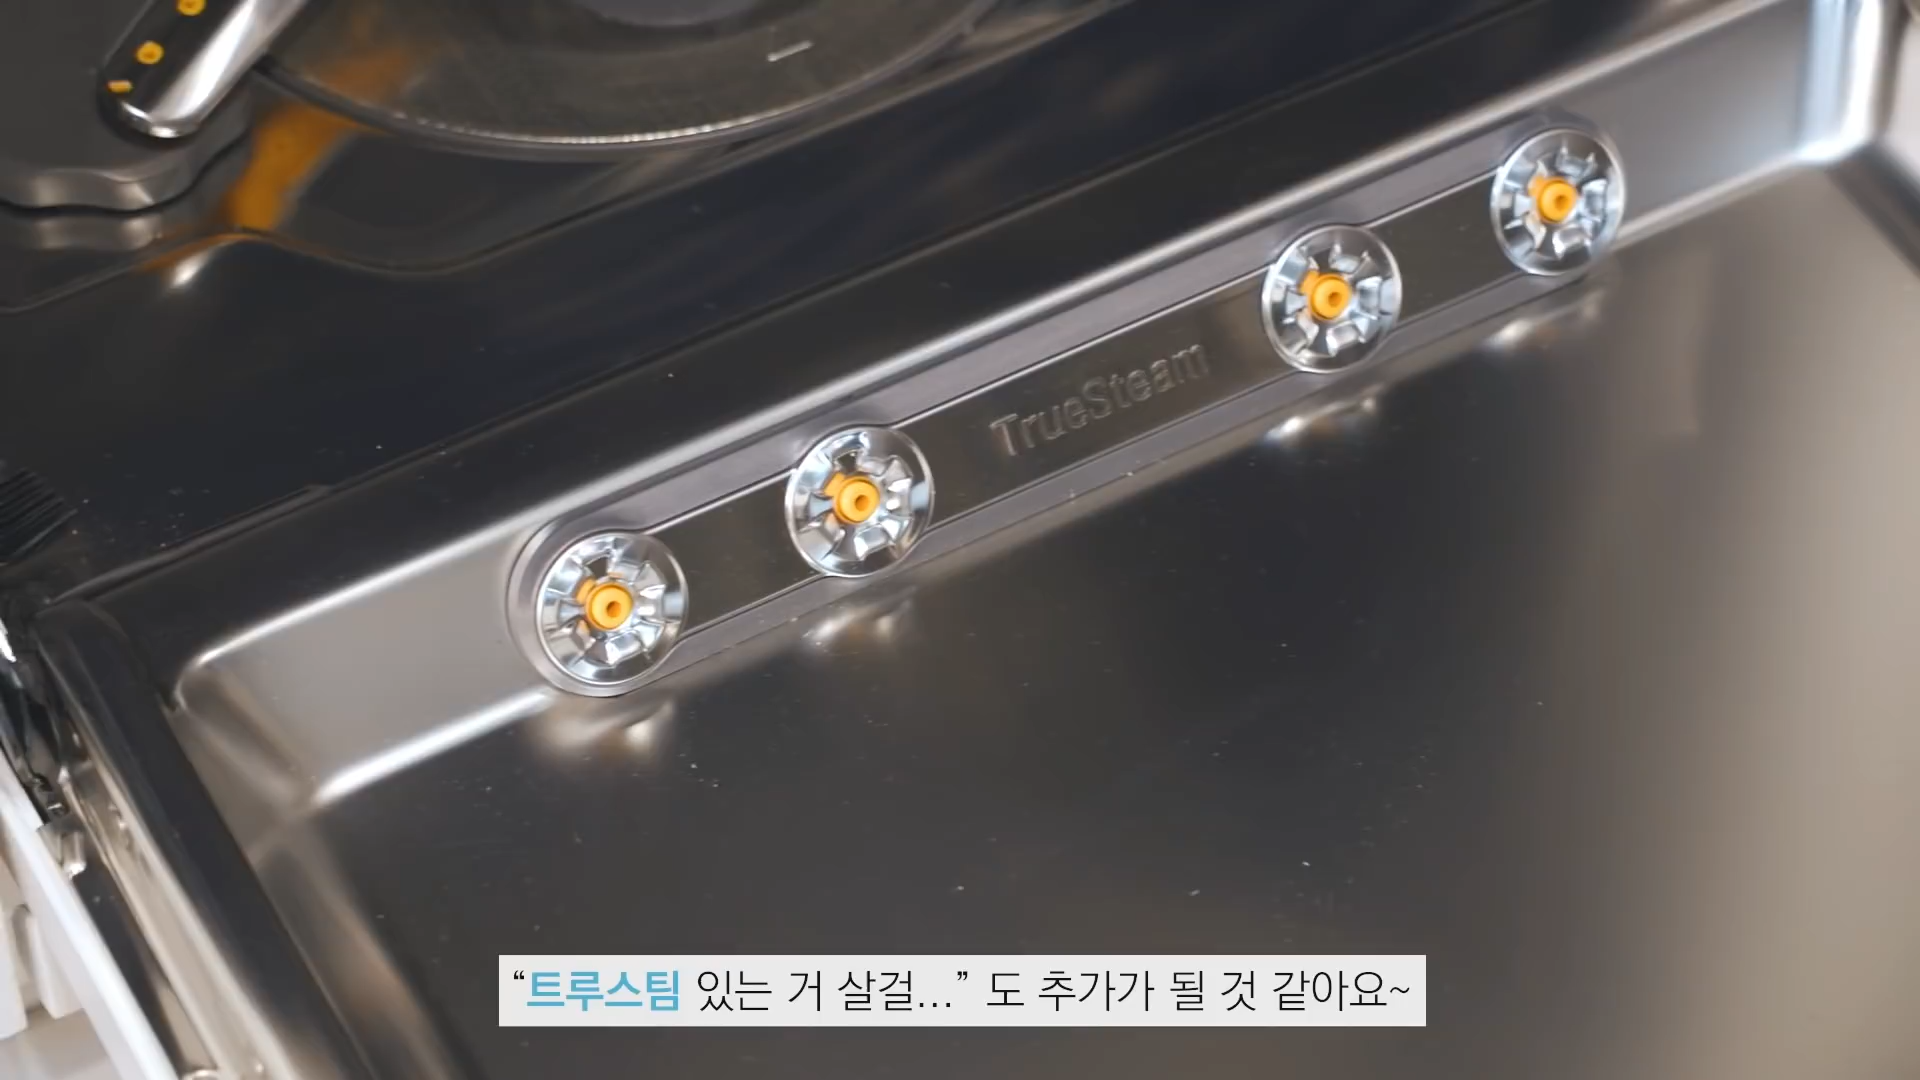 TrueSteam
“트루스팀 있는 거 살걸...” 도 추가가 될 것 같아요~